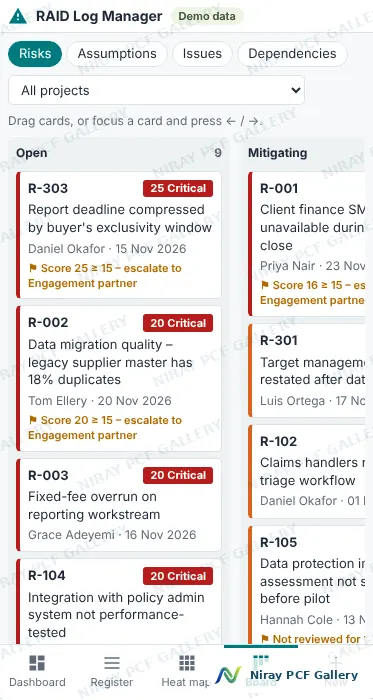 RAID Log Manager Demo data
Risks Assumptions Issues Dependencies
All projects
Drag cards, or focus a card and press ← / →.
Open 9
R-303 25 Critical
Report deadline compressed
by buyer's exclusivity window
Daniel Okafor · 15 Nov 2026
⚑ Score 25 ≥ 15 – escalate to
Engagement partner
R-002 20 Critical
Data migration quality –
legacy supplier master has
18% duplicates
Tom Ellery · 20 Nov 2026
⚑ Score 20 ≥ 15 – escalate to
Engagement partner
R-003 20 Critical
Fixed-fee overrun on
reporting workstream
Grace Adeyemi · 16 Nov 2026
R-104 20 Critical
Integration with policy admin
system not performance-
tested
Mitigating
R-001
Client finance SM
unavailable durin
close
Priya Nair · 23 Nov
⚑ Score 16 ≥ 15 – es
Engagement partne
R-301
Target manageme
restated after dat
Luis Ortega · 17 No
R-102
Claims handlers r
triage workflow
Daniel Okafor · 01
R-105
Data protection i
assessment not s
before pilot
Hannah Cole · 13 N
⚑ Not reviewed for
Dashboard Register Heat map Board
Niray PCF Gallery
NIRAY PCF GALLERY